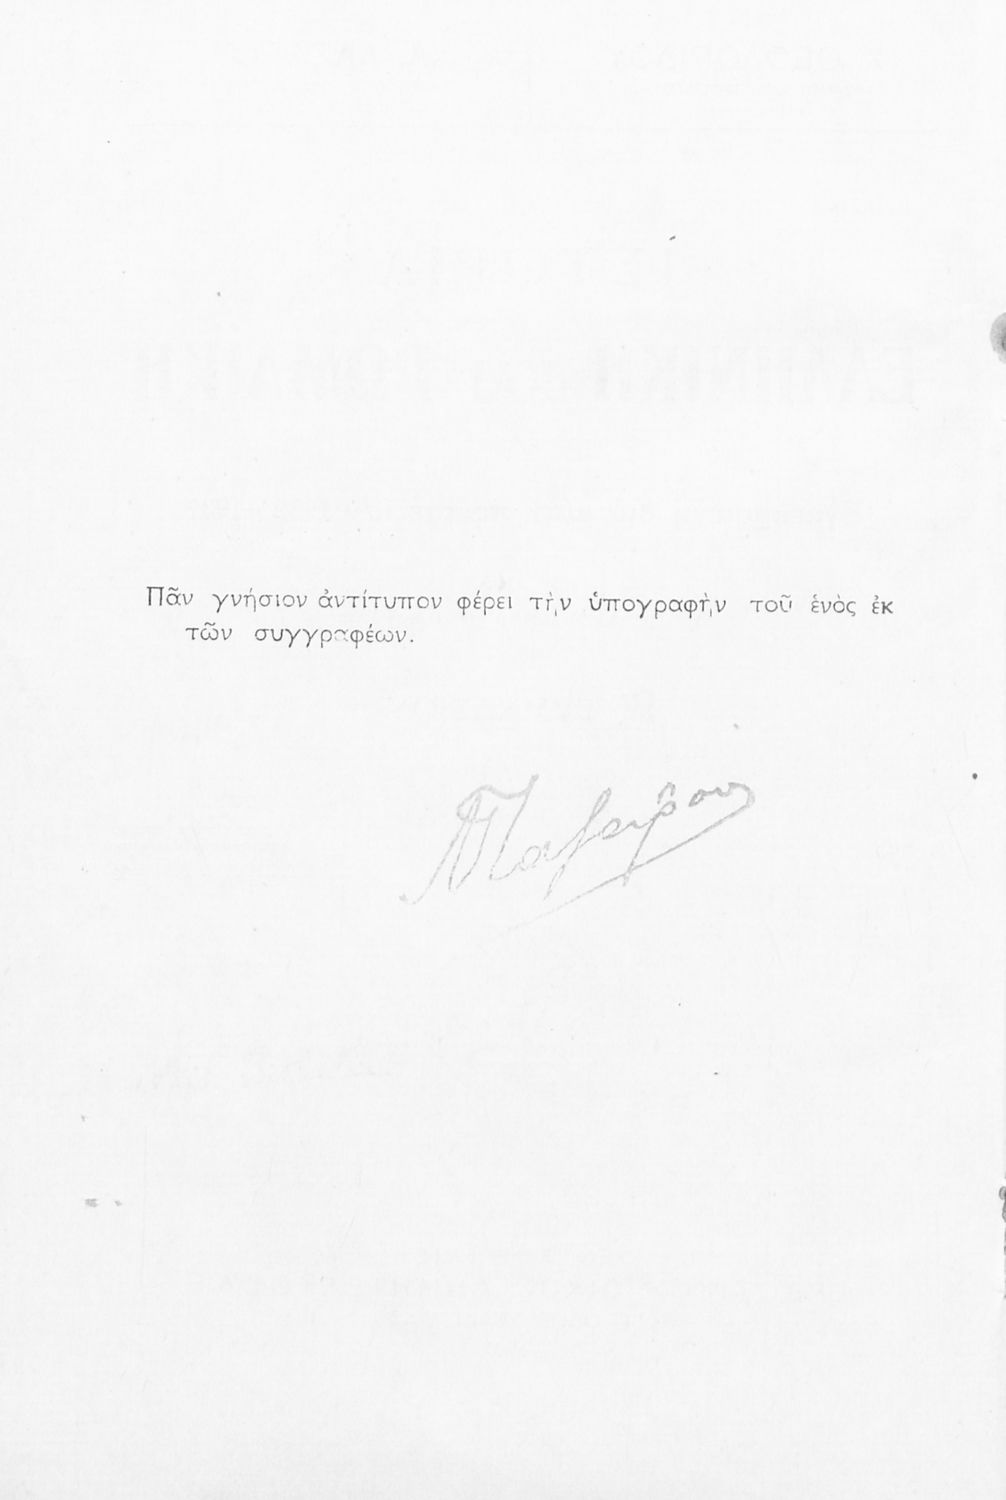 Πᾶν γνήσιον ἀντίτυπον φέρει τὴν ὑπογραφὴν τοῦ ἑνὸς ἐκ
τῶν συγγραφέων.